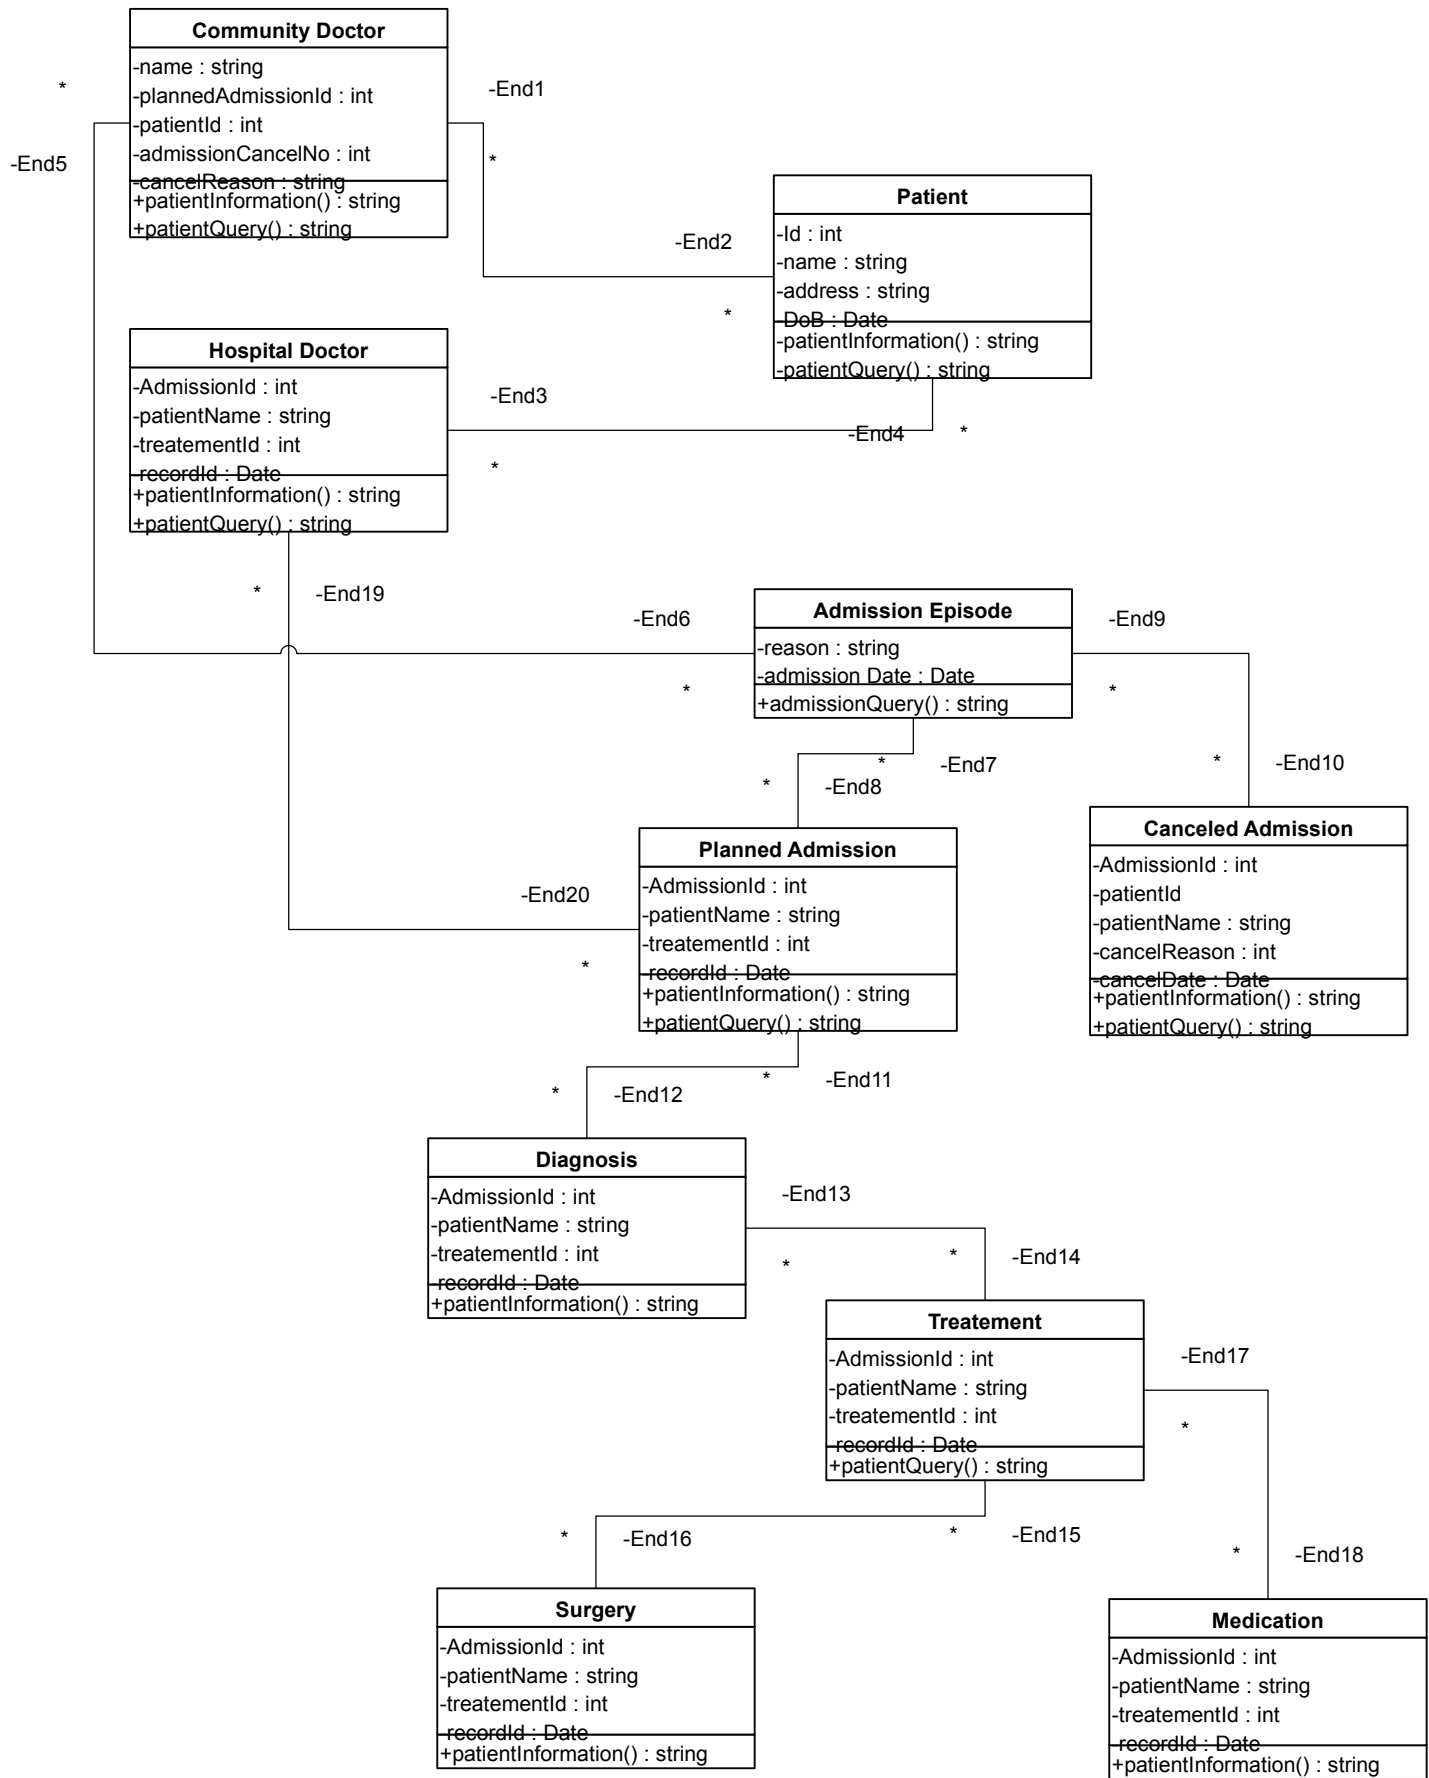 Community Doctor
-name : string
-plannedAdmissionId : int
-patientId : int
-admissionCancelNo : int
-cancelReason : string
+patientInformation() : string
+patientQuery() : string
*
-End5
-End1
*
-End2
*
Patient
-Id : int
-name : string
-address : string
-DoB : Date
-patientInformation() : string
-patientQuery() : string
Hospital Doctor
-AdmissionId : int
-patientName : string
-treatementId : int
-recordId : Date
+patientInformation() : string
+patientQuery() : string
-End3
*
-End4
*
*
-End19
-End6
*
Admission Episode
-reason : string
-admission Date : Date
+admissionQuery() : string
-End9
*
*
-End10
*
-End7
*
-End8
Planned Admission
-AdmissionId : int
-patientName : string
-treatementId : int
-recordId : Date
+patientInformation() : string
+patientQuery() : string
-End20
*
Canceled Admission
-AdmissionId : int
-patientId
-patientName : string
-cancelReason : int
-cancelDate : Date
+patientInformation() : string
+patientQuery() : string
*
-End11
*
-End12
Diagnosis
-AdmissionId : int
-patientName : string
-treatementId : int
-recordId : Date
+patientInformation() : string
-End13
*
*
-End14
Treatement
-AdmissionId : int
-patientName : string
-treatementId : int
-recordId : Date
+patientQuery() : string
-End17
*
*
-End18
*
-End15
*
-End16
Surgery
-AdmissionId : int
-patientName : string
-treatementId : int
-recordId : Date
+patientInformation() : string
Medication
-AdmissionId : int
-patientName : string
-treatementId : int
-recordId : Date
+patientInformation() : string